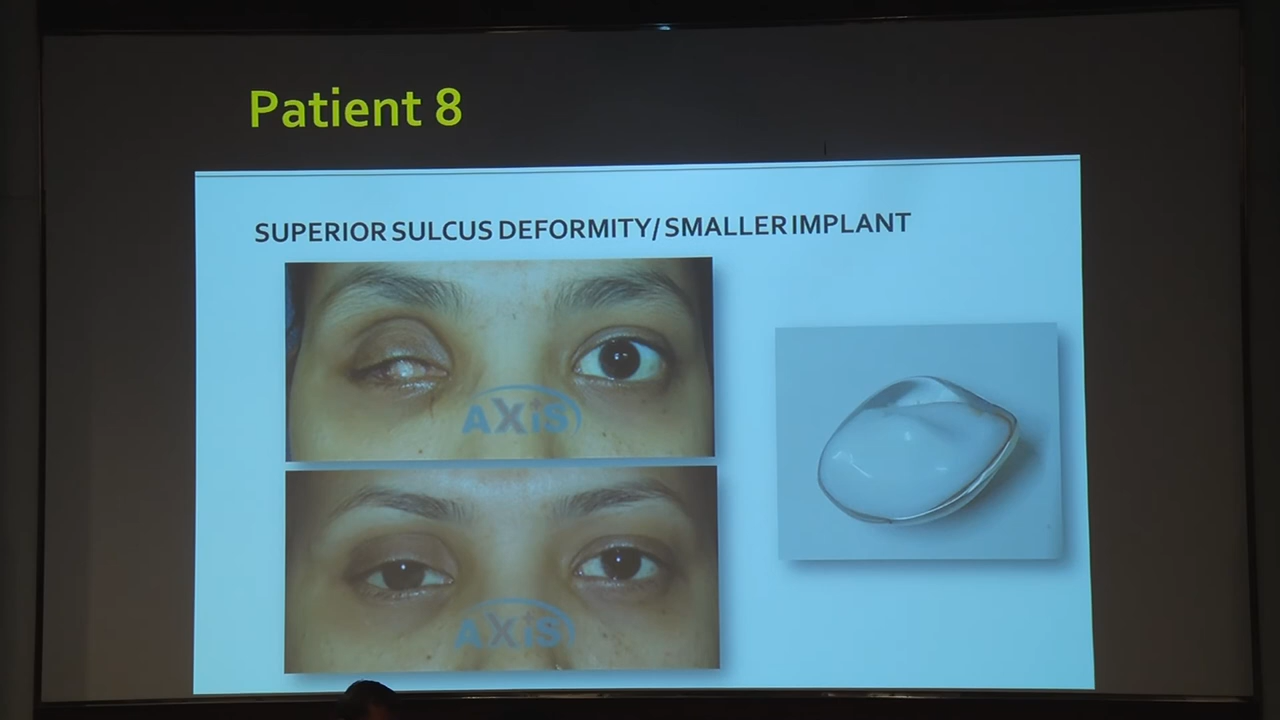 Patient 8
SUPERIOR SULCUS DEFORMITY/ SMALLER IMPLANT
AXiS
AXiS